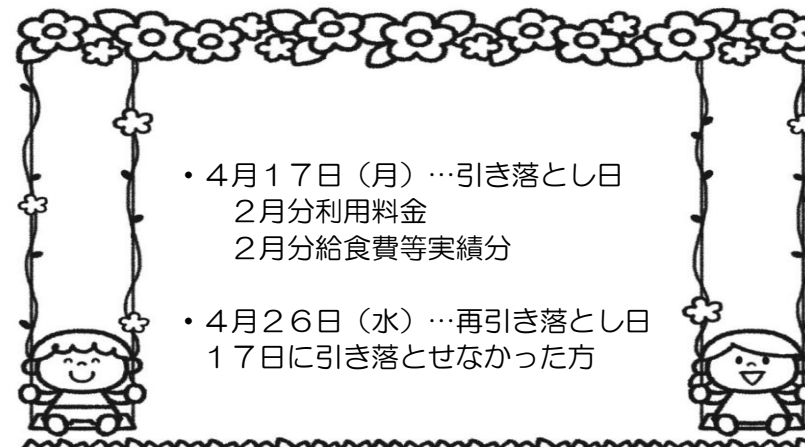 ・４月１７日（月）…引き落とし日
２月分利用料金
２月分給食費等実績分
・４月２６日（水）…再引き落とし日
１７日に引き落とせなかった方